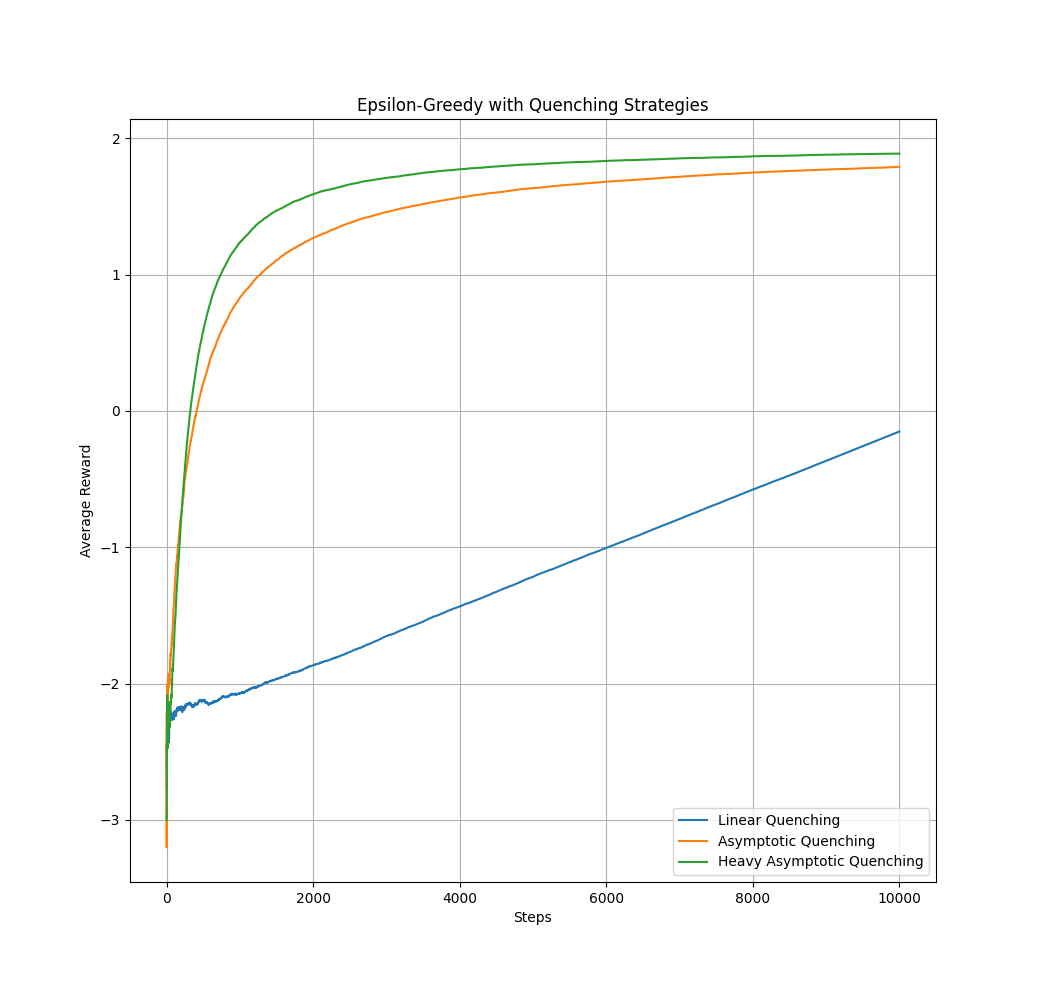 Epsilon-Greedy with Quenching Strategies
2
1
0
−1
−2
−3
Average Reward
0 2000 4000 6000 8000 10000
Steps
Linear Quenching
Asymptotic Quenching
Heavy Asymptotic Quenching